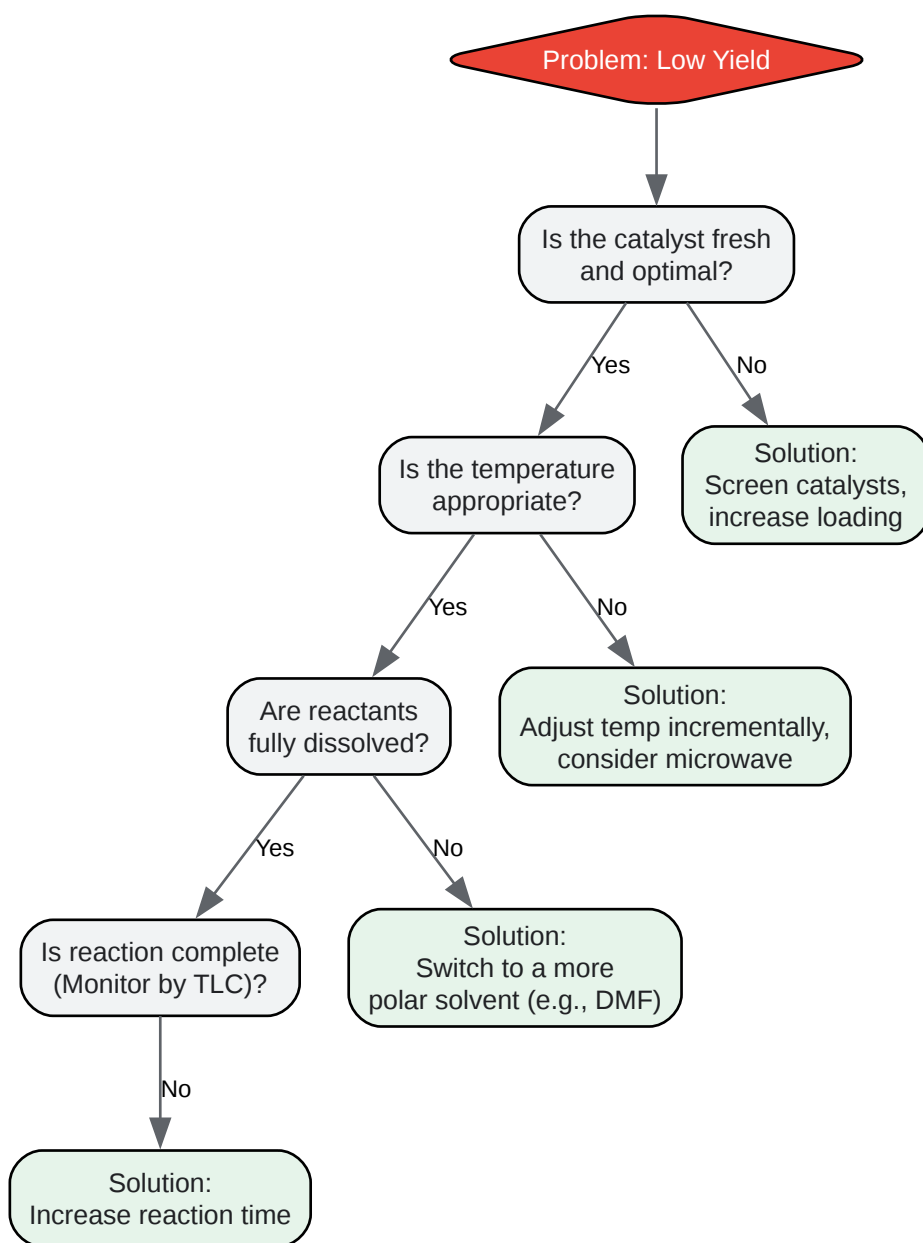 Problem: Low Yield
Is the catalyst fresh
and optimal?
Yes
No
Is the temperature
appropriate?
Solution:
Screen catalysts,
increase loading
Yes
No
Are reactants
fully dissolved?
Solution:
Adjust temp incrementally,
consider microwave
Yes
No
Is reaction complete
(Monitor by TLC)?
Solution:
Switch to a more
polar solvent (e.g., DMF)
No
Solution:
Increase reaction time